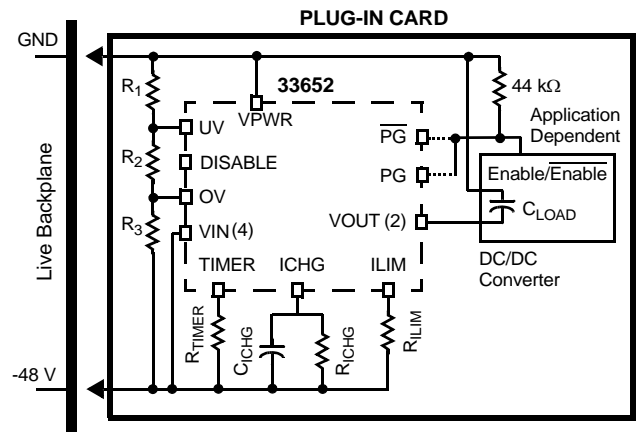 PLUG-IN CARD
GND
R1
33652
44 kΩ
VPWR
UV
PG
Application
Dependent
R2
DISABLE
PG
Enable/Enable
OV
R3
VIN (4)
VOUT (2)
CLOAD
Live Backplane
TIMER
ICHG
ILIM
DC/DC
Converter
RTIMER
CICHG
RICHG
RILIM
-48 V